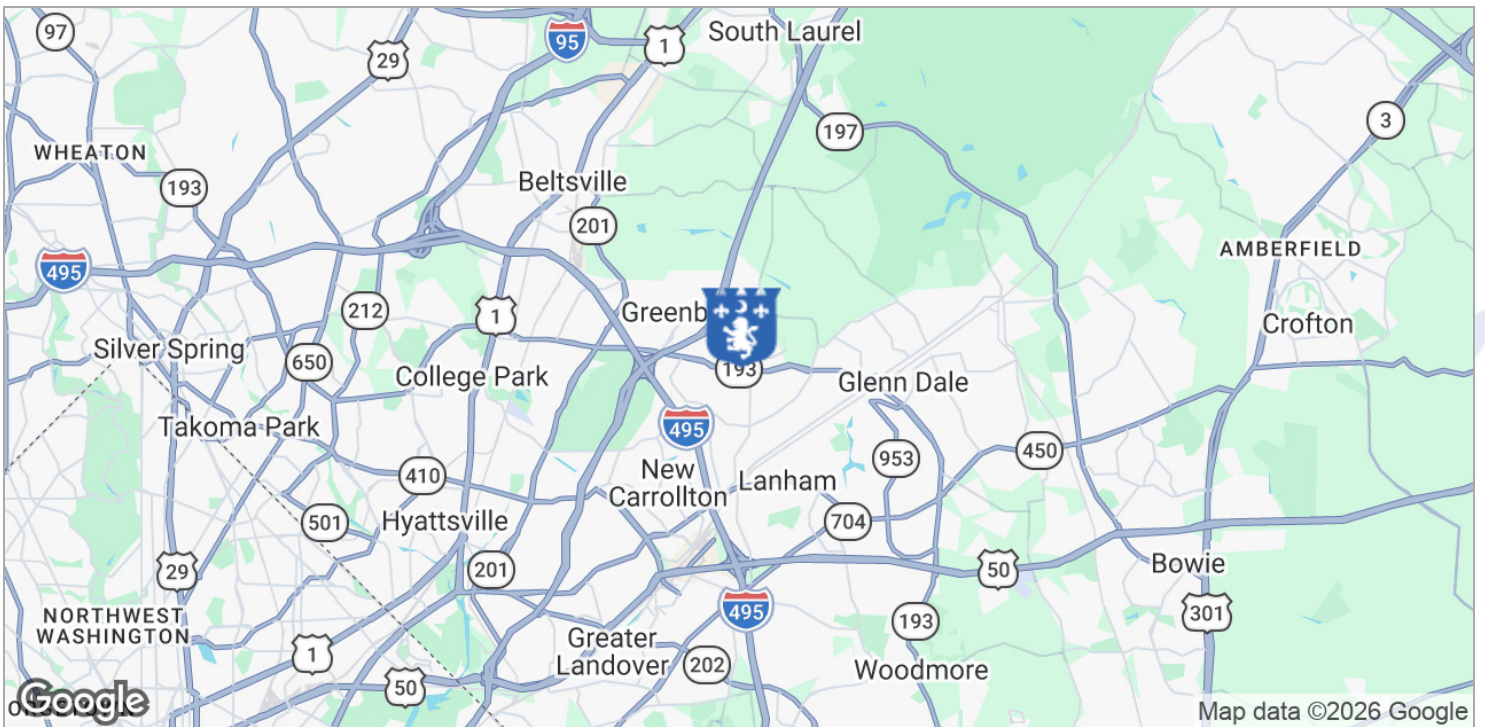 97
29
95
1
South Laurel
197
3
WHEATON
193
Beltsville
201
AMBERFIELD
495
212
1
Greenb
Crofton
Silver Spring
650
College Park
193
Glenn Dale
Takoma Park
495
410
New
Carrollton
Lanham
953
450
501
Hyattsville
704
29
201
50
Bowie
NORTHWEST
WASHINGTON
495
193
301
1
Greater
Landover
202
Woodmore
50
Google
Map data ©2026 Google